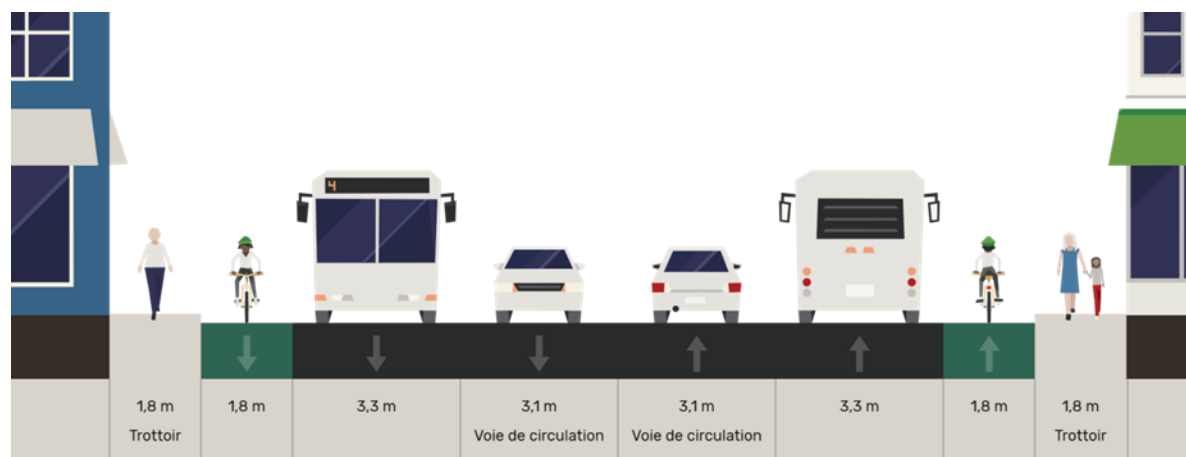 4
1,8 m
1,8 m
3,3 m
3,1 m
3,1 m
3,3 m
1,8 m
1,8 m
Trottoir
Voie de circulation
Voie de circulation
Trottoir